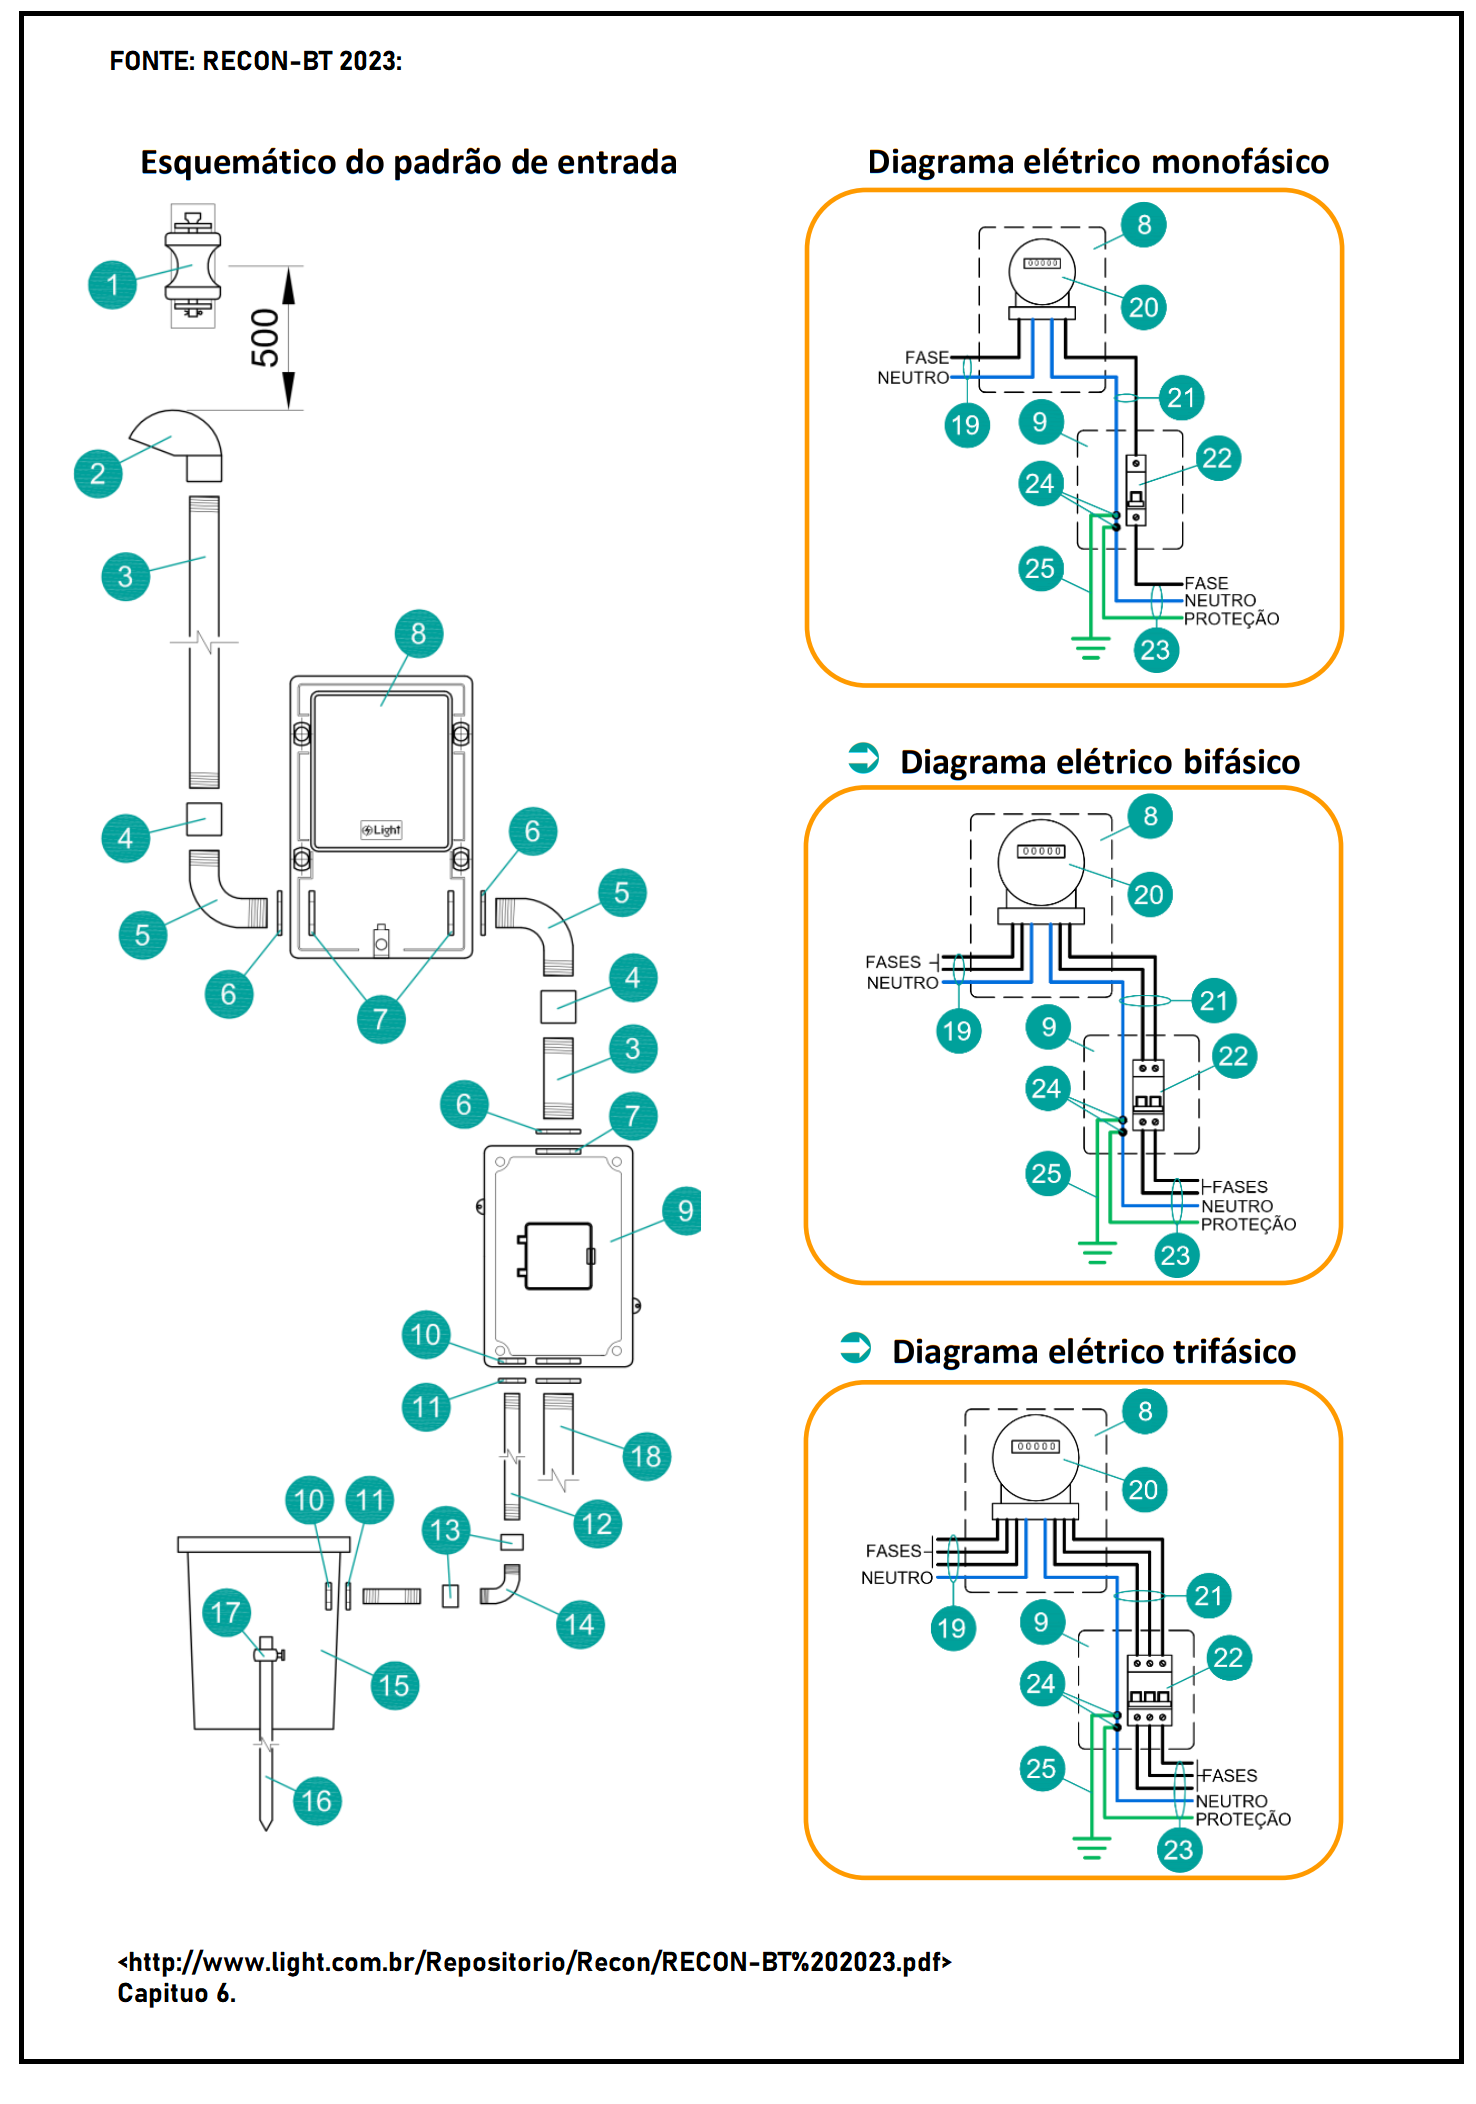 FONTE: RECON-BT 2023:
Esquemático do padrão de entrada
1
500
2
3
8
Light
4
6
5
5
6
7
4
3
6
7
9
10
11
18
10
11
13
12
14
17
15
16
Diagrama elétrico monofásico
8
00000
20
FASE
NEUTRO
19
21
9
22
24
25
FASE
NEUTRO
PROTEÇÃO
23
Diagrama elétrico bifásico
8
00000
20
FASES
NEUTRO
19
21
9
22
24
25
FASES
NEUTRO
PROTEÇÃO
23
Diagrama elétrico trifásico
8
00000
20
FASES
NEUTRO
19
21
9
22
24
25
FASES
NEUTRO
PROTEÇÃO
23
<http://www.light.com.br/Repositorio/Recon/RECON-BT%202023.pdf>
Capituo 6.